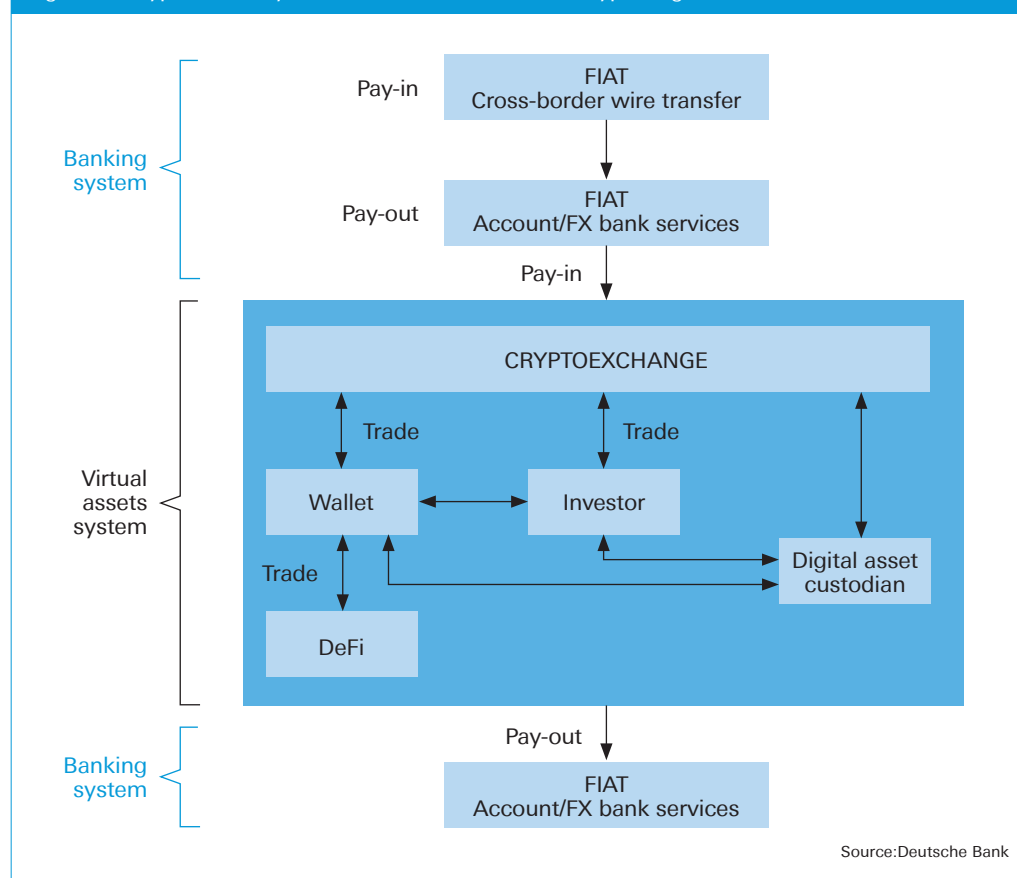 FIAT
Pay-in
Cross-border wire transfer
Banking
system
FIAT
Pay-out
Account/FX bank services
Pay-in
CRYPTOEXCHANGE
Trade
Trade
Virtual
assets
system
Wallet
Investor
Trade
Digital asset
custodian
DeFi
Pay-out
Banking
system
FIAT
Account/FX bank services
Source:Deutsche Bank